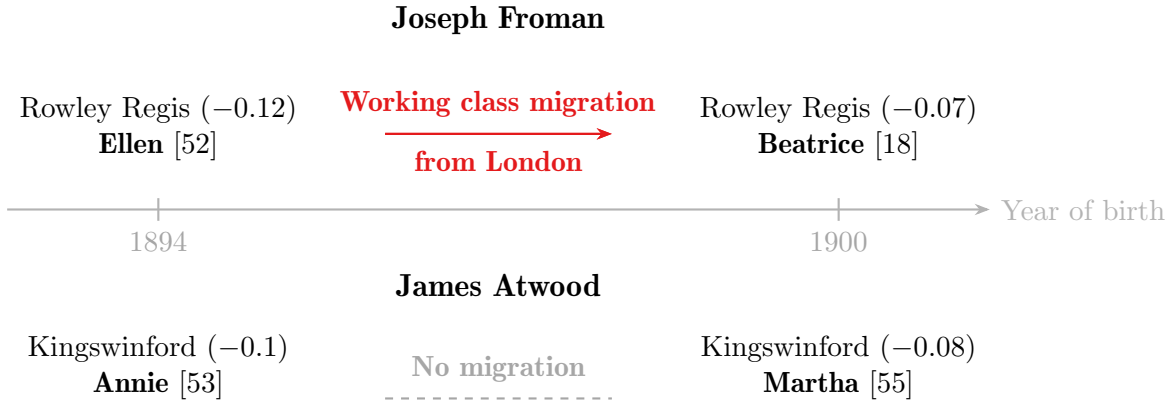 Joseph Froman
Rowley Regis (−0.12)
Ellen [52]
Working class migration
from London
Rowley Regis (−0.07)
Beatrice [18]
Year of birth
1894
1900
James Atwood
Kingswinford (−0.1)
Annie [53]
No migration
Kingswinford (−0.08)
Martha [55]